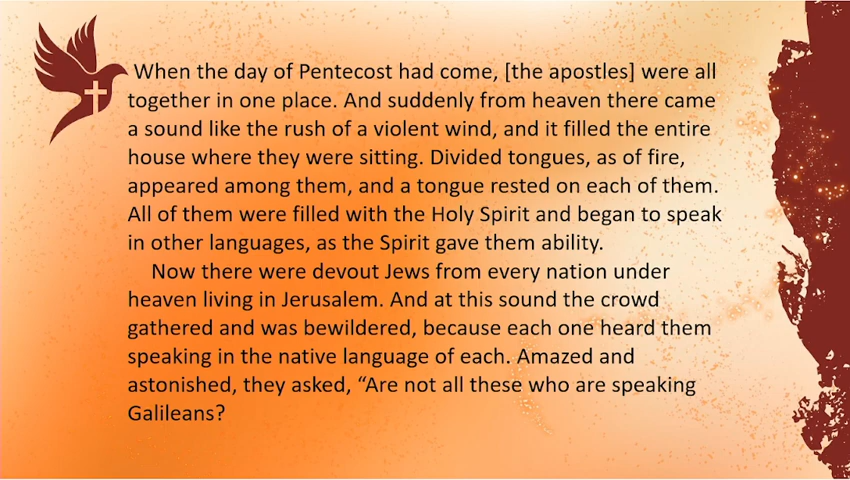 When the day of Pentecost had come, [the apostles] were all
together in one place. And suddenly from heaven there came
a sound like the rush of a violent wind, and it filled the entire
house where they were sitting. Divided tongues, as of fire,
appeared among them, and a tongue rested on each of them.
All of them were filled with the Holy Spirit and began to speak
in other languages, as the Spirit gave them ability.
Now there were devout Jews from every nation under
heaven living in Jerusalem. And at this sound the crowd
gathered and was bewildered, because each one heard them
speaking in the native language of each. Amazed and
astonished, they asked, “Are not all these who are speaking
Galileans?